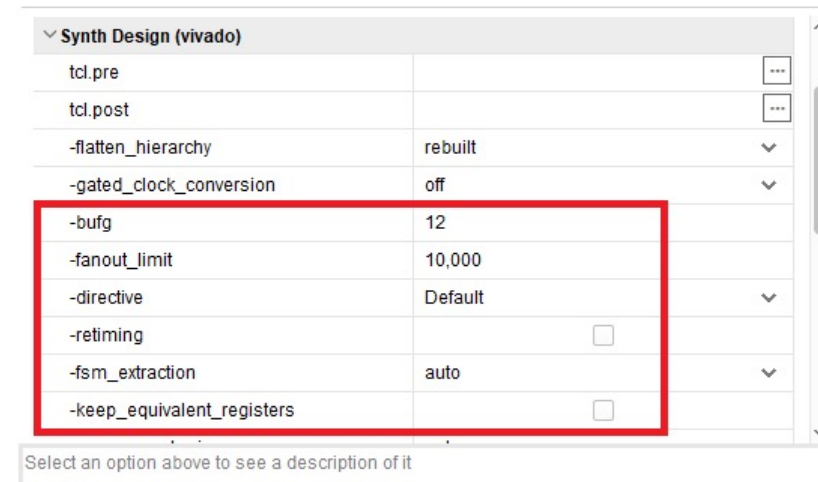 Synth Design (vivado)
tcl.pre
tcl.post
-flatten_hierarchy rebuilt
-gated_clock_conversion off
-bufg 12
-fanout_limit 10,000
-directive Default
-retiming
-fsm_extraction auto
-keep_equivalent_registers
Select an option above to see a description of it